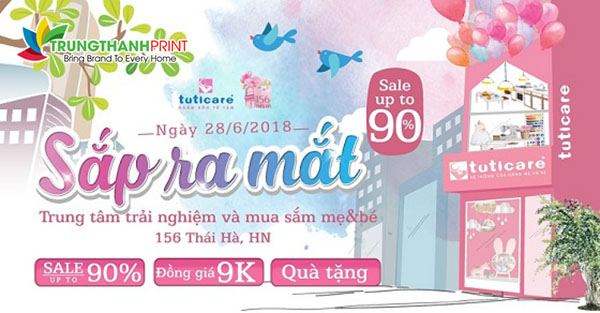 TRUNGTHANHPRINT
Bring Brand To Every Home
tuticare®
156
Sale
up to
90%
Ngày 28/6/2018
Sắp ra mắt
Trung tâm trải nghiệm và mua sắm mẹ&bé
156 Thái Hà, HN
SALE UP TO 90%
Đồng giá 9K
Quà tặng
tuticare
tuticare®